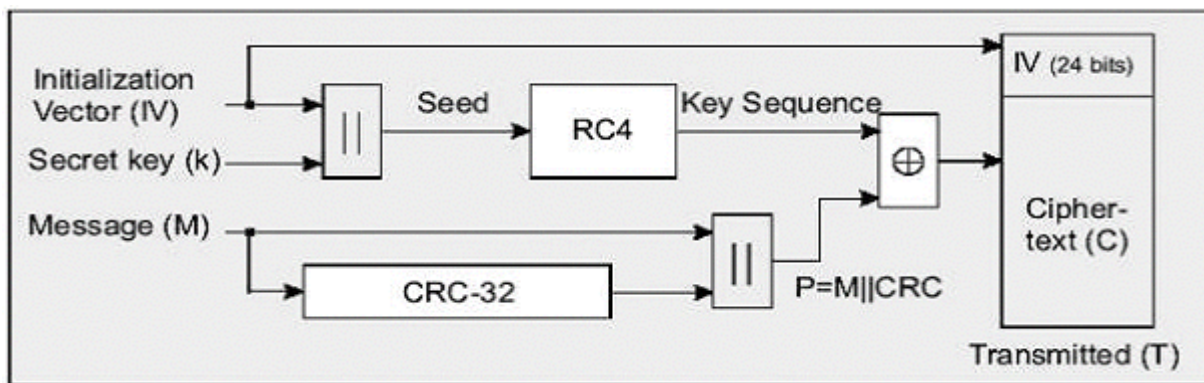 Initialization
Vector (IV)
Secret key (k)
Message (M)
||
Seed
RC4
Key Sequence
CRC-32
||
P=M||CRC
⊕
IV (24 bits)
Cipher-
text (C)
Transmitted (T)